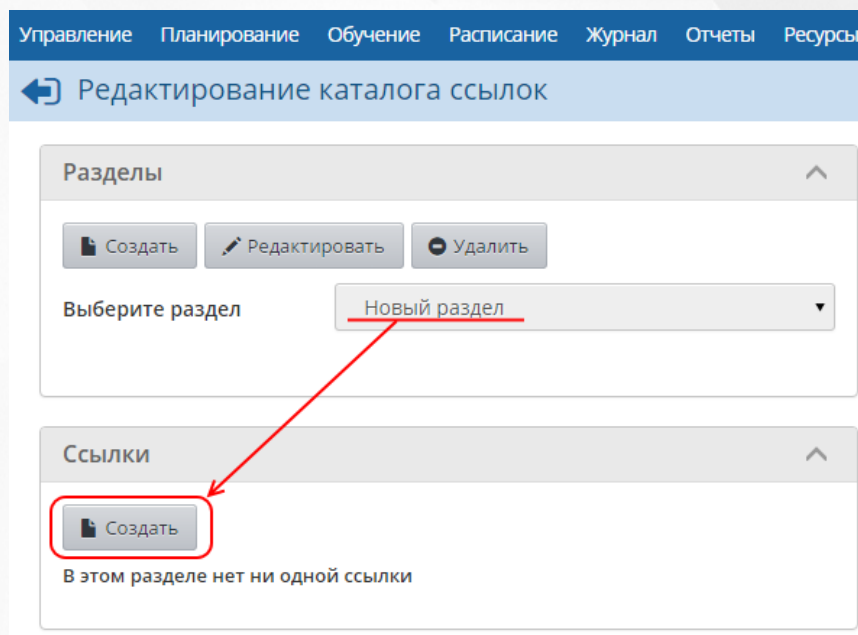 Управление Планирование Обучение Расписание Журнал Отчеты Ресурсы
Редактирование каталога ссылок
Разделы
Создать Редактировать Удалить
Выберите раздел Новый раздел
Ссылки
Создать
В этом разделе нет ни одной ссылки